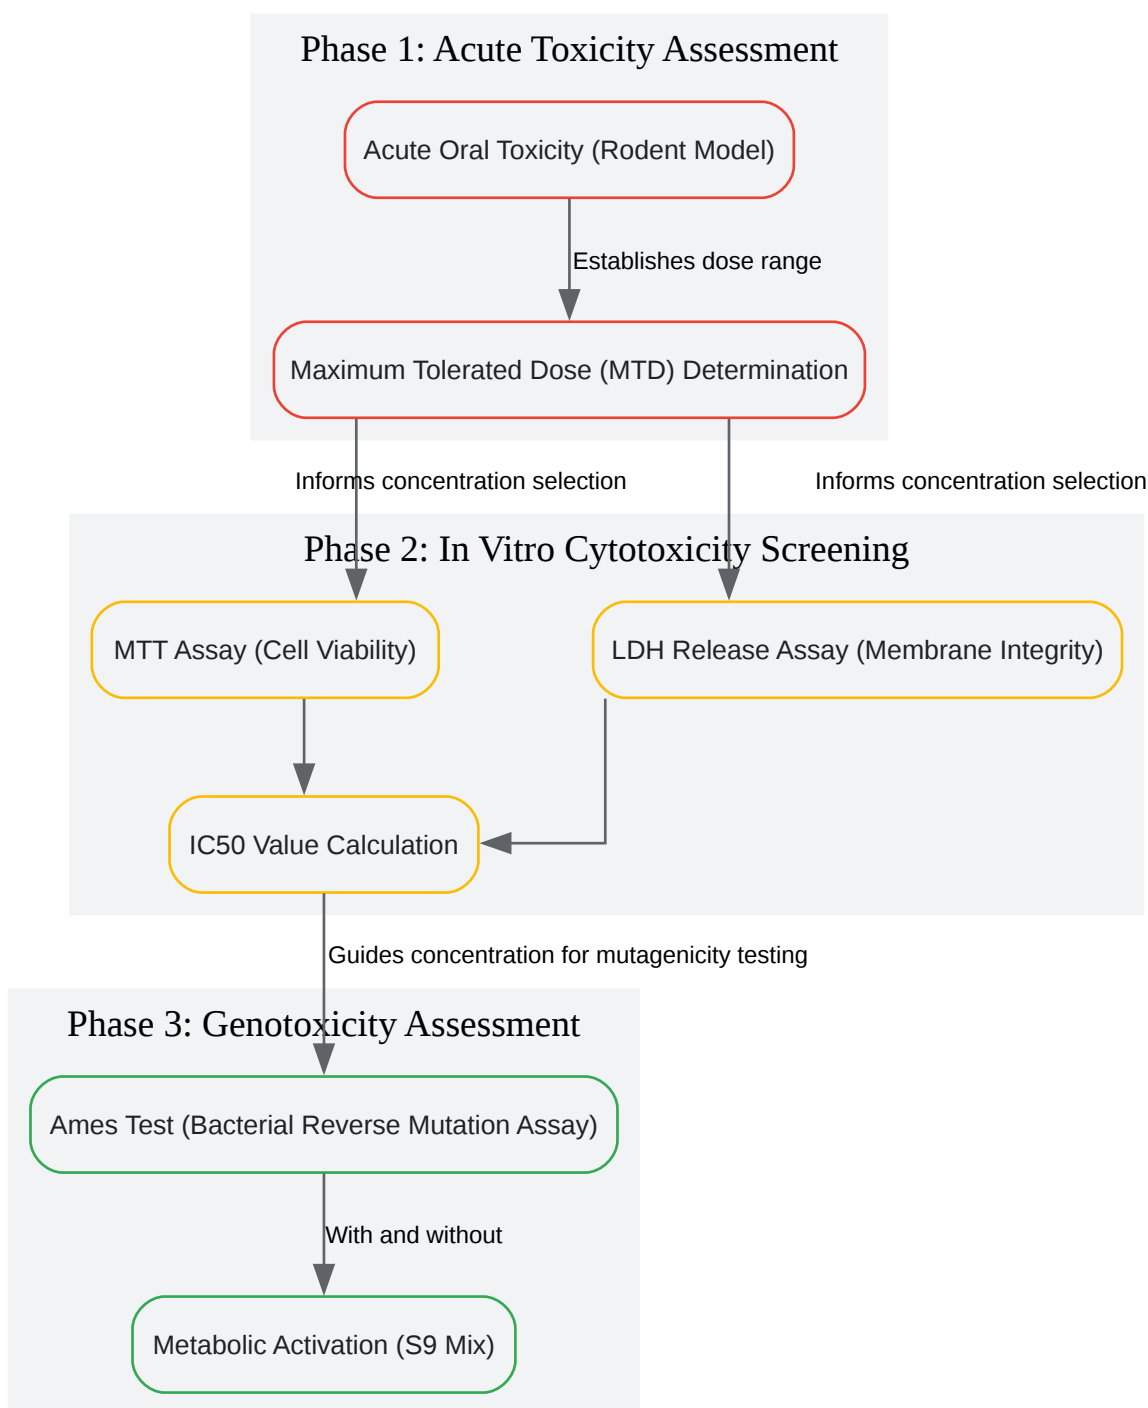 Phase 1: Acute Toxicity Assessment
Acute Oral Toxicity (Rodent Model)
Establishes dose range
Maximum Tolerated Dose (MTD) Determination
Informs concentration selection
Informs concentration selection
Phase 2: In Vitro Cytotoxicity Screening
MTT Assay (Cell Viability)
LDH Release Assay (Membrane Integrity)
IC50 Value Calculation
Guides concentration for mutagenicity testing
Phase 3: Genotoxicity Assessment
Ames Test (Bacterial Reverse Mutation Assay)
With and without
Metabolic Activation (S9 Mix)